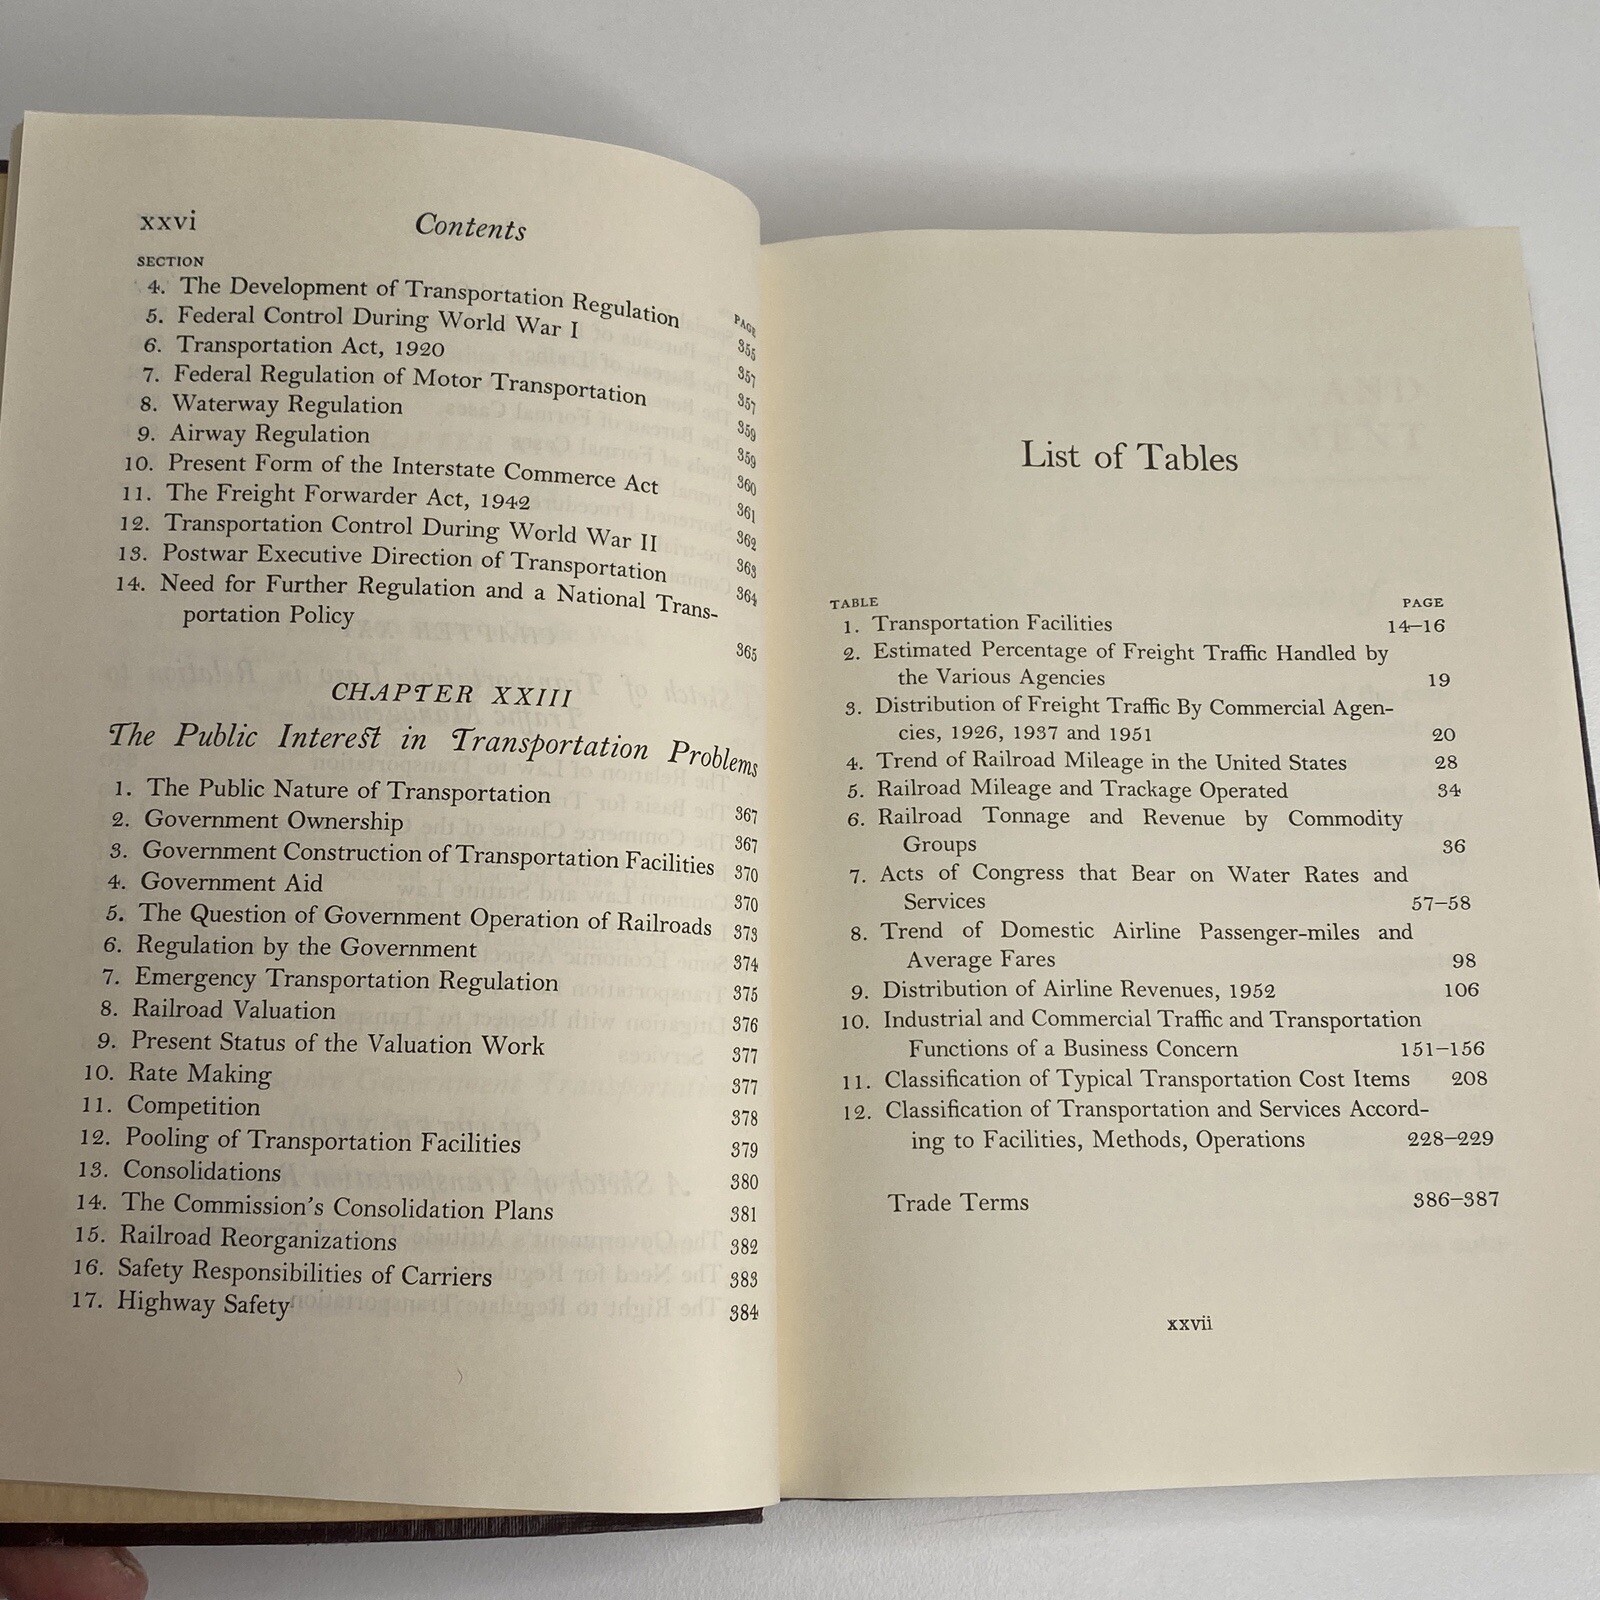 xxvi Contents
SECTION PAGE
4. The Development of Transportation Regulation 355
5. Federal Control During World War I 357
6. Transportation Act, 1920 357
7. Federal Regulation of Motor Transportation 359
8. Waterway Regulation 359
9. Airway Regulation 360
10. Present Form of the Interstate Commerce Act 361
11. The Freight Forwarder Act, 1942 362
12. Transportation Control During World War II 363
13. Postwar Executive Direction of Transportation 364
14. Need for Further Regulation and a National Trans-
portation Policy 365
CHAPTER XXIII
The Public Interest in Transportation Problems
1. The Public Nature of Transportation 367
2. Government Ownership 367
3. Government Construction of Transportation Facilities 370
4. Government Aid 370
5. The Question of Government Operation of Railroads 373
6. Regulation by the Government 374
7. Emergency Transportation Regulation 375
8. Railroad Valuation 376
9. Present Status of the Valuation Work 377
10. Rate Making 377
11. Competition 378
12. Pooling of Transportation Facilities 379
13. Consolidations 380
14. The Commission's Consolidation Plans 381
15. Railroad Reorganizations 382
16. Safety Responsibilities of Carriers 383
17. Highway Safety 384
List of Tables
TABLE PAGE
1. Transportation Facilities 14–16
2. Estimated Percentage of Freight Traffic Handled by
the Various Agencies 19
3. Distribution of Freight Traffic By Commercial Agen-
cies, 1926, 1937 and 1951 20
4. Trend of Railroad Mileage in the United States 28
5. Railroad Mileage and Trackage Operated 34
6. Railroad Tonnage and Revenue by Commodity
Groups 36
7. Acts of Congress that Bear on Water Rates and
Services 57–58
8. Trend of Domestic Airline Passenger-miles and
Average Fares 98
9. Distribution of Airline Revenues, 1952 106
10. Industrial and Commercial Traffic and Transportation
Functions of a Business Concern 151–156
11. Classification of Typical Transportation Cost Items 208
12. Classification of Transportation and Services Accord-
ing to Facilities, Methods, Operations 228–229
Trade Terms 386–387
xxvii